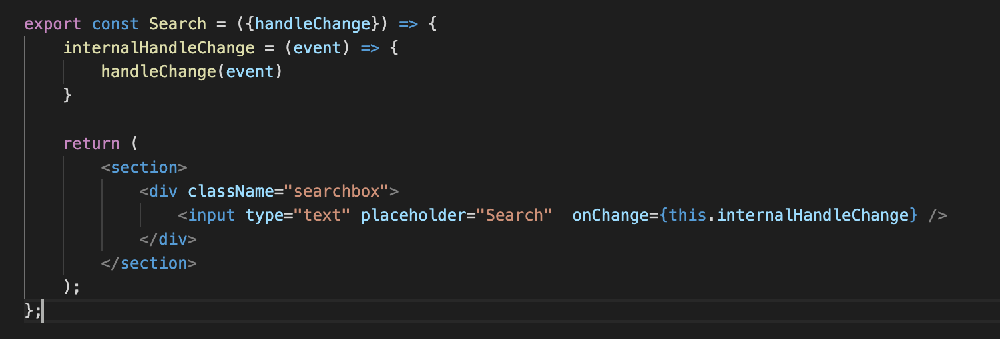 export const Search = ({handleChange}) => {
    internalHandleChange = (event) => {
        handleChange(event)
    }

    return (
        <section>
            <div className="searchbox">
                <input type="text" placeholder="Search"  onChange={this.internalHandleChange} />
            </div>
        </section>
    );
};